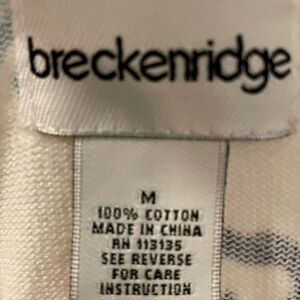 breckenridge
M
100% COTTON
MADE IN CHINA
RN 113135
SEE REVERSE
FOR CARE
INSTRUCTION